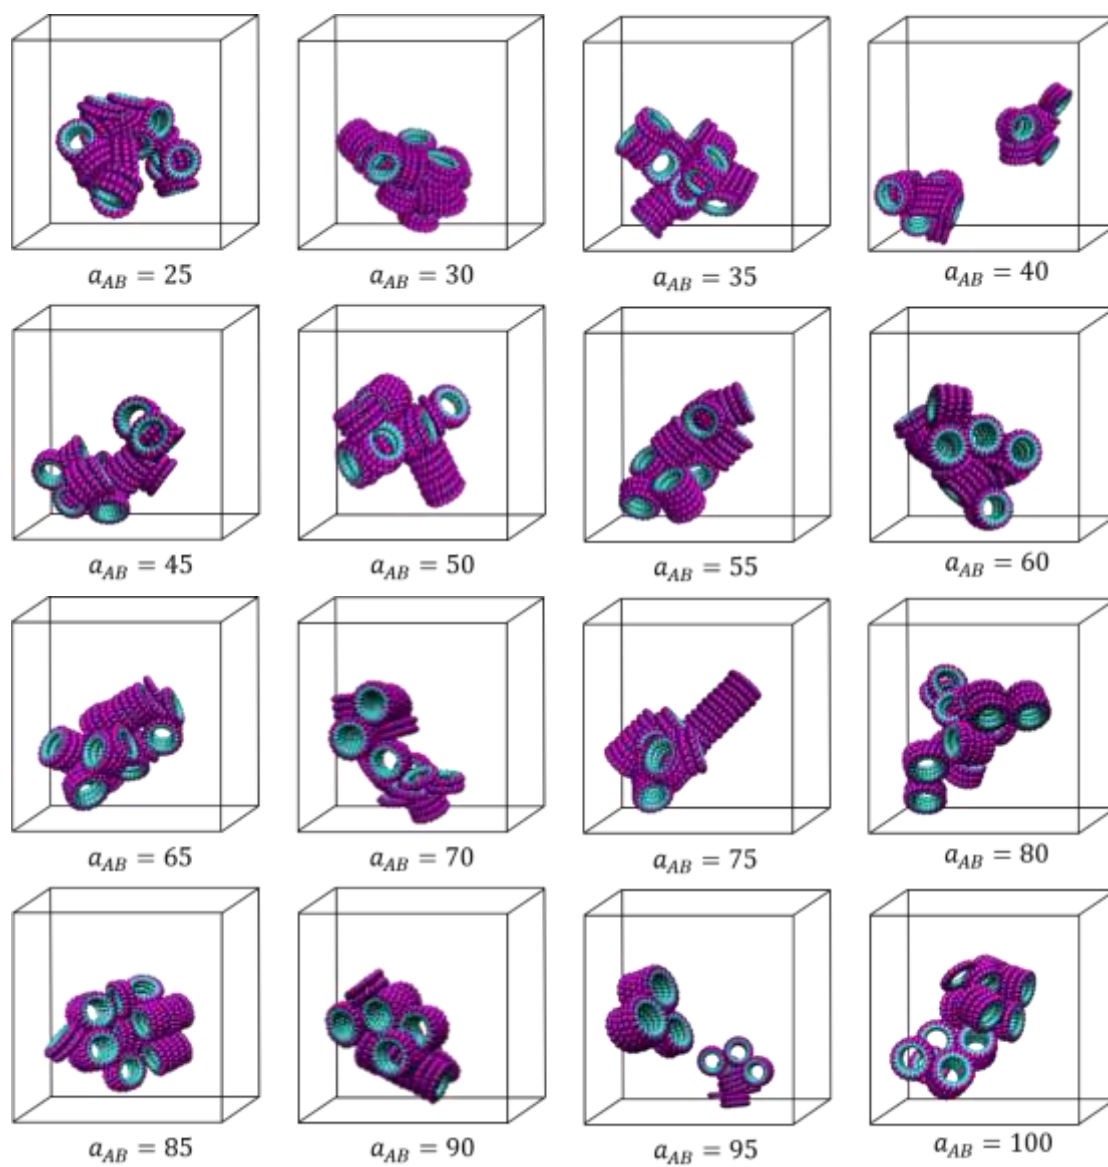 a_AB = 25
a_AB = 30
a_AB = 35
a_AB = 40
a_AB = 45
a_AB = 50
a_AB = 55
a_AB = 60
a_AB = 65
a_AB = 70
a_AB = 75
a_AB = 80
a_AB = 85
a_AB = 90
a_AB = 95
a_AB = 100